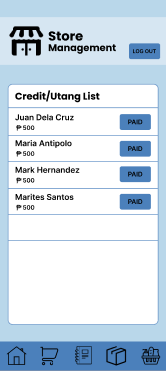 Store
Management
LOG OUT
Credit/Utang List
Juan Dela Cruz
₱ 500
PAID
Maria Antipolo
₱ 500
PAID
Mark Hernandez
₱ 500
PAID
Marites Santos
₱ 500
PAID